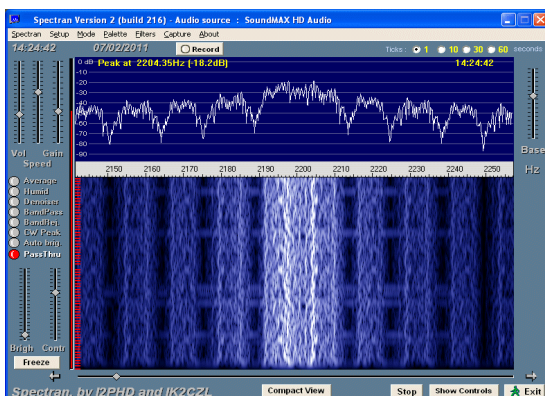 Spectran Version 2 (build 216) - Audio source : SoundMAX HD Audio
Spectran Setup Mode Palette Filters Capture About
14:24:42 07/02/2011 Record Ticks: 1 10 30 60 seconds
0 dB Peak at 2204.35Hz [-18.2dB] 14:24:42
-10
-20
-30
-40
-50
-60
-70
-80
-90
Vol Gain
Speed
Base
2150 2160 2170 2180 2190 2200 2210 2220 2230 2240 2250 Hz
Average
Humid
Denoiser
BandPass
BandRej.
CW Peak
Auto brig.
PassThru
Brigh Contr
Freeze
Spectran, by I2PHD and IK2CZL Compact View Stop Show Controls Exit